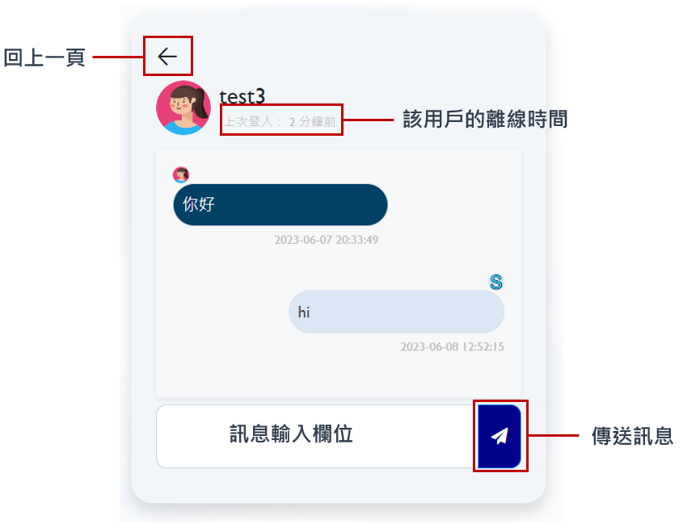 回上一頁
test3
上次登入： 2 分鐘前
該用戶的離線時間
你好
2023-06-07 20:33:49
S
hi
2023-06-08 12:52:15
訊息輸入欄位
傳送訊息